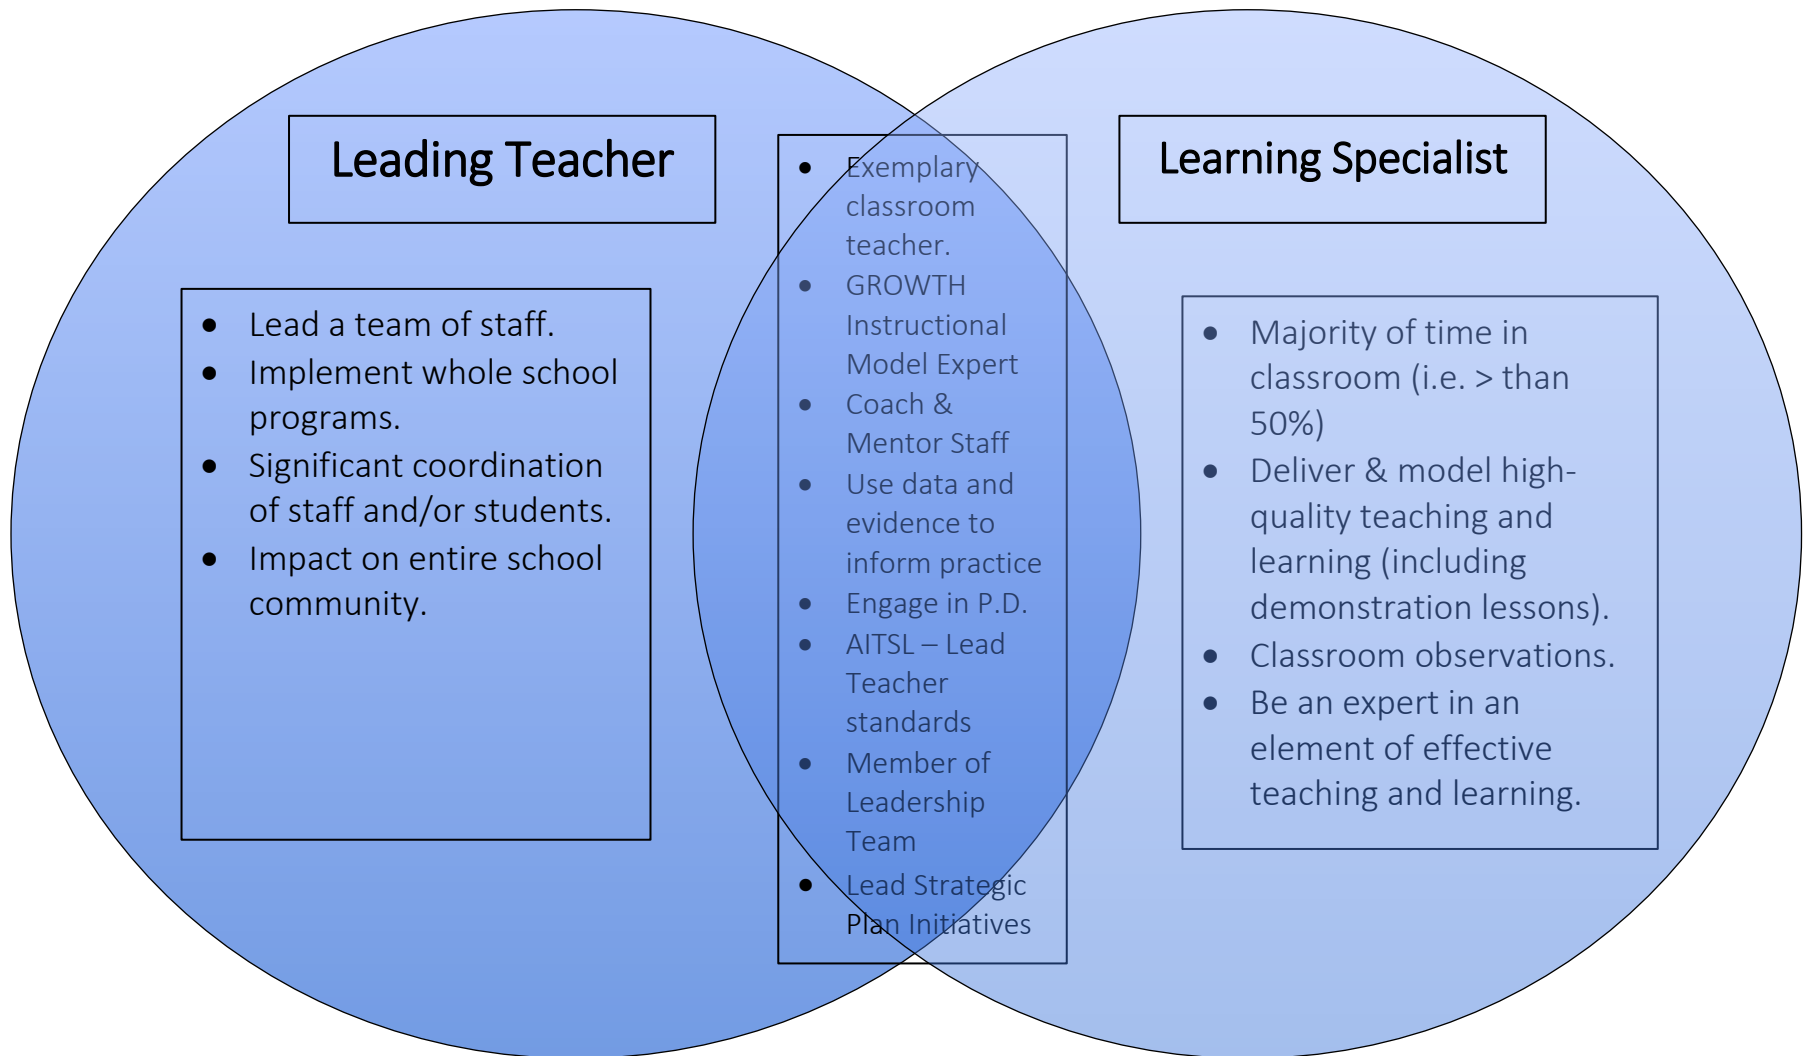 Leading Teacher
• Lead a team of staff.
• Implement whole school
programs.
• Significant coordination
of staff and/or students.
• Impact on entire school
community.
• Exemplary
classroom
teacher.
• GROWTH
Instructional
Model Expert
• Coach &
Mentor Staff
• Use data and
evidence to
inform practice
• Engage in P.D.
• AITSL – Lead
Teacher
standards
• Member of
Leadership
Team
• Lead Strategic
Plan Initiatives
Learning Specialist
• Majority of time in
classroom (i.e. > than
50%)
• Deliver & model high-
quality teaching and
learning (including
demonstration lessons).
• Classroom observations.
• Be an expert in an
element of effective
teaching and learning.